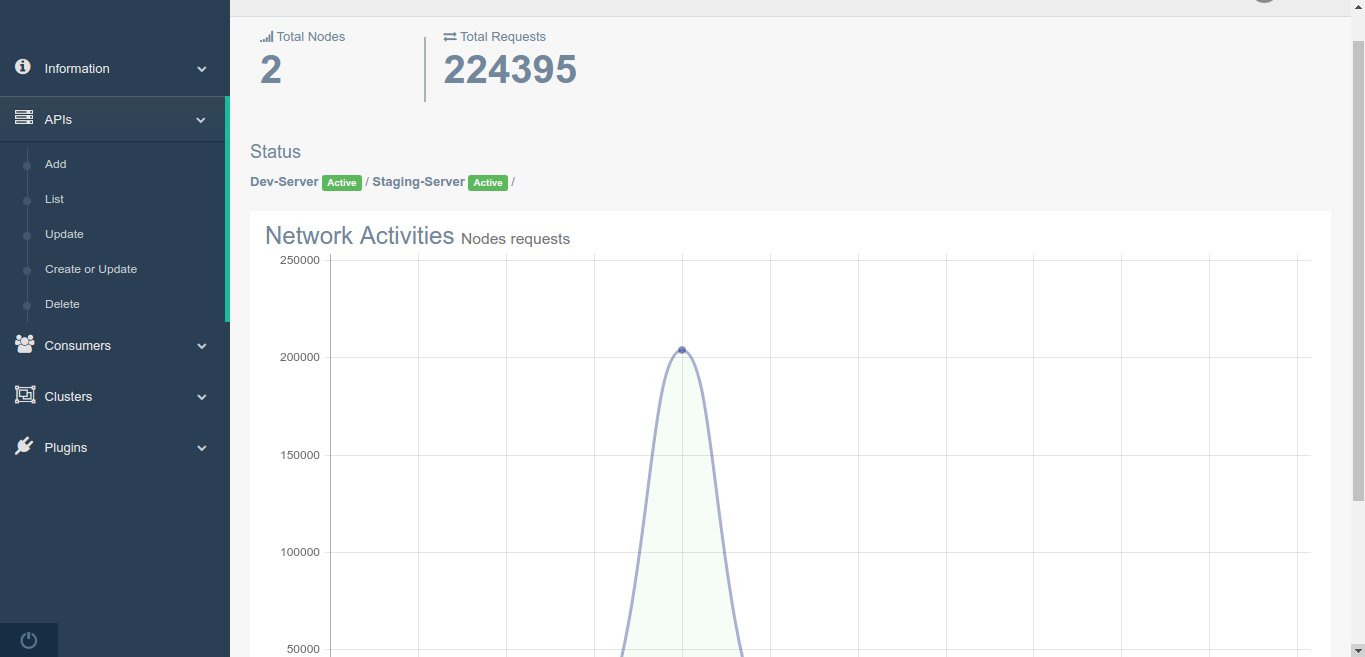 Information
APIs
Add
List
Update
Create or Update
Delete
Consumers
Clusters
Plugins
Total Nodes
2
Total Requests
224395
Status
Dev-Server Active / Staging-Server Active /
Network Activities Nodes requests
250000
200000
150000
100000
50000